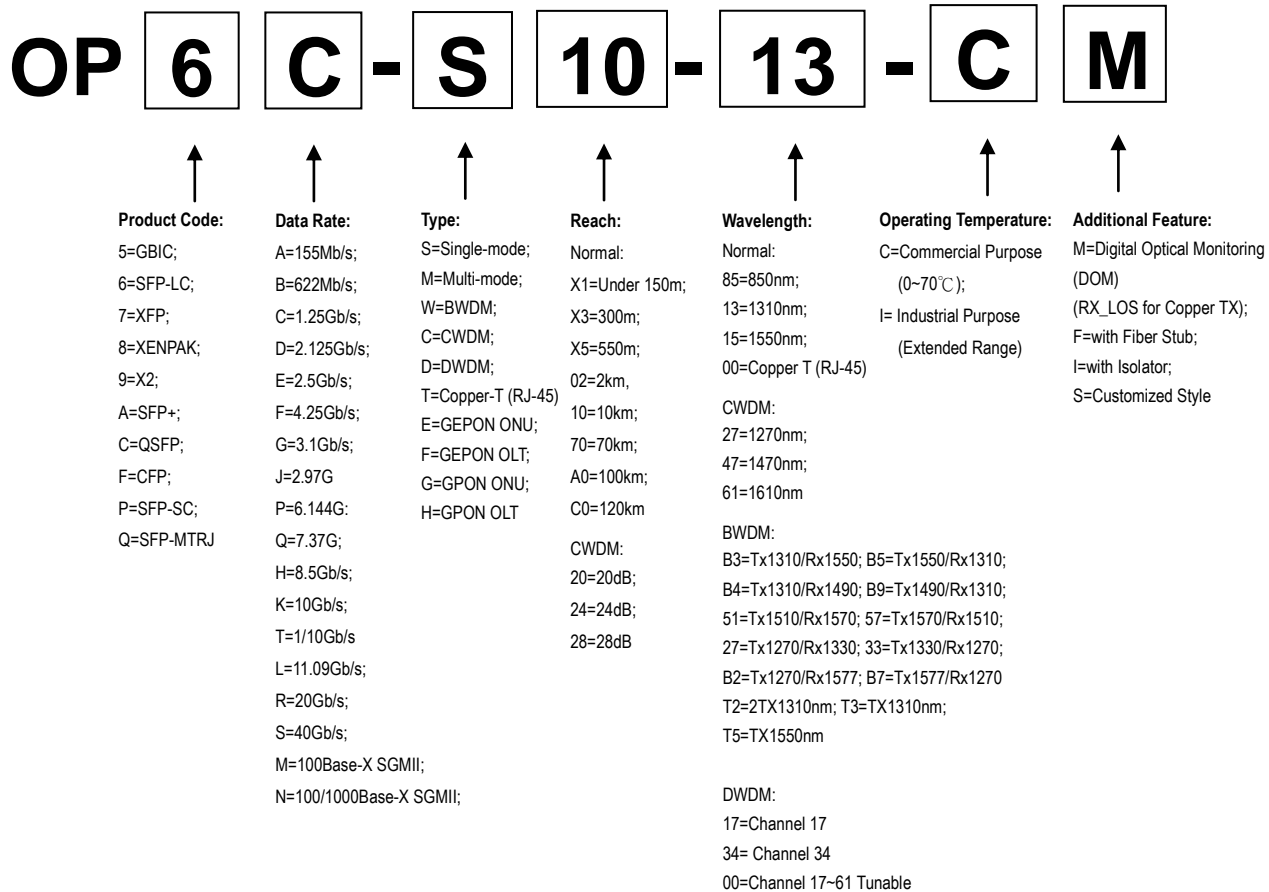 OP 6 C - S 10 - 13 - C M
Product Code:
5=GBIC;
6=SFP-LC;
7=XFP;
8=XENPAK;
9=X2;
A=SFP+;
C=QSFP;
F=CFP;
P=SFP-SC;
Q=SFP-MTRJ
Data Rate:
A=155Mb/s;
B=622Mb/s;
C=1.25Gb/s;
D=2.125Gb/s;
E=2.5Gb/s;
F=4.25Gb/s;
G=3.1Gb/s;
J=2.97G
P=6.144G:
Q=7.37G;
H=8.5Gb/s;
K=10Gb/s;
T=1/10Gb/s
L=11.09Gb/s;
R=20Gb/s;
S=40Gb/s;
M=100Base-X SGMII;
N=100/1000Base-X SGMII;
Type:
S=Single-mode;
M=Multi-mode;
W=BWDM;
C=CWDM;
D=DWDM;
T=Copper-T (RJ-45)
E=GEPON ONU;
F=GEPON OLT;
G=GPON ONU;
H=GPON OLT
Reach:
Normal:
X1=Under 150m;
X3=300m;
X5=550m;
02=2km,
10=10km;
70=70km;
A0=100km;
C0=120km
CWDM:
20=20dB;
24=24dB;
28=28dB
Wavelength:
Normal:
85=850nm;
13=1310nm;
15=1550nm;
00=Copper T (RJ-45)
CWDM:
27=1270nm;
47=1470nm;
61=1610nm
BWDM:
B3=Tx1310/Rx1550; B5=Tx1550/Rx1310;
B4=Tx1310/Rx1490; B9=Tx1490/Rx1310;
51=Tx1510/Rx1570; 57=Tx1570/Rx1510;
27=Tx1270/Rx1330; 33=Tx1330/Rx1270;
B2=Tx1270/Rx1577; B7=Tx1577/Rx1270
T2=2TX1310nm; T3=TX1310nm;
T5=TX1550nm
DWDM:
17=Channel 17
34= Channel 34
00=Channel 17~61 Tunable
Operating Temperature:
C=Commercial Purpose
(0~70℃);
I= Industrial Purpose
(Extended Range)
Additional Feature:
M=Digital Optical Monitoring
(DOM)
(RX_LOS for Copper TX);
F=with Fiber Stub;
I=with Isolator;
S=Customized Style